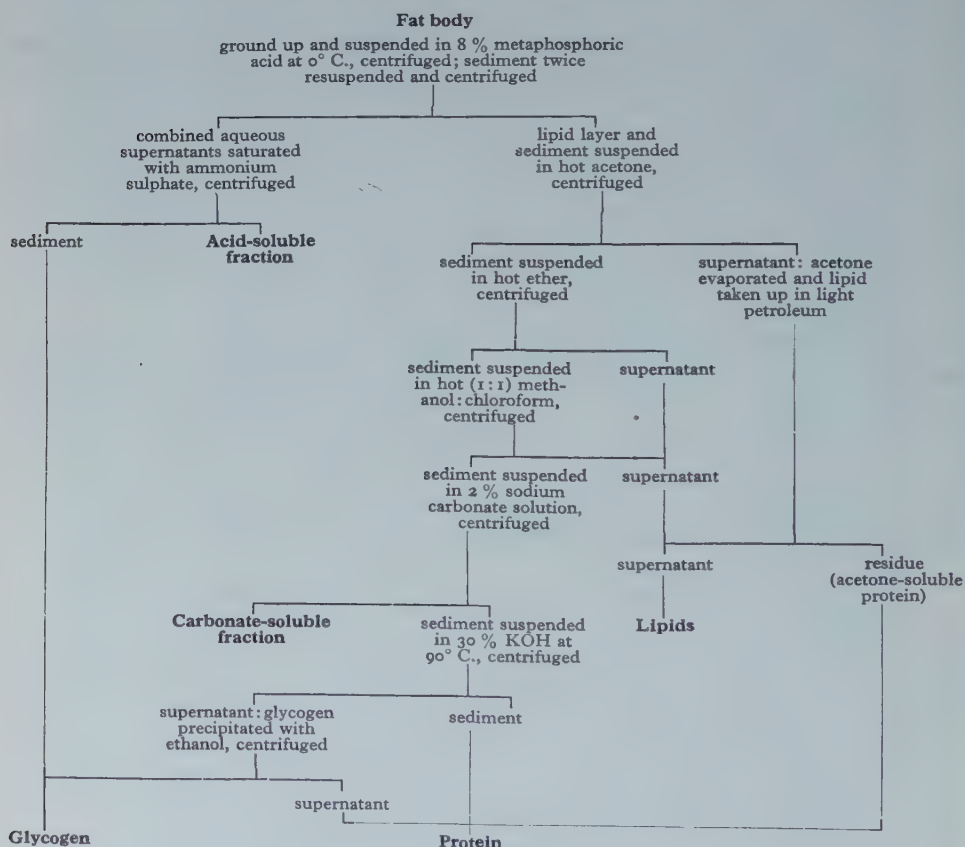 Fat body
ground up and suspended in 8 % metaphosphoric
acid at 0° C., centrifuged; sediment twice
resuspended and centrifuged
combined aqueous
supernatants saturated
with ammonium
sulphate, centrifuged
lipid layer and
sediment suspended
in hot acetone,
centrifuged
sediment
Acid-soluble
fraction
sediment suspended
in hot ether,
centrifuged
supernatant: acetone
evaporated and lipid
taken up in light
petroleum
sediment suspended
in hot (1:1) meth-
anol:chloroform,
centrifuged
supernatant
sediment suspended
in 2 % sodium
carbonate solution,
centrifuged
supernatant
supernatant
residue
(acetone-soluble
protein)
Carbonate-soluble
fraction
sediment suspended
in 30 % KOH at
90° C., centrifuged
Lipids
supernatant: glycogen
precipitated with
ethanol, centrifuged
sediment
supernatant
Glycogen
Protein